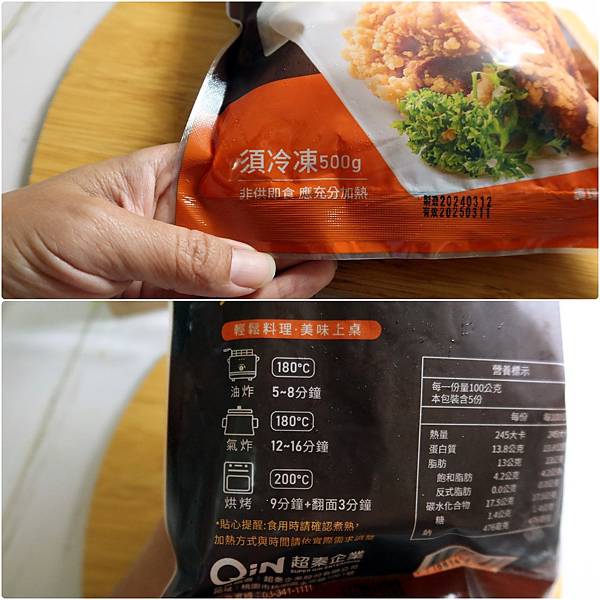 須冷凍500g
非供即食 應充分加熱
製造20240312
有效20250311
輕鬆料理·美味上桌
180°C
油炸 5~8分鐘
180°C
氣炸 12~16分鐘
200°C
烘烤 9分鐘+翻面3分鐘
*貼心提醒:食用時請確認煮熟,
加熱方式與時間請依實際需求調整
QiN 超秦企業
營養標示
每一份量100公克
本包裝含5份
每份
熱量 245大卡
蛋白質 13.8公克
脂肪 13公克
飽和脂肪 4.2公克
反式脂肪 0.0公克
碳水化合物 17.5公克
糖 1.4公克
鈉 476毫克